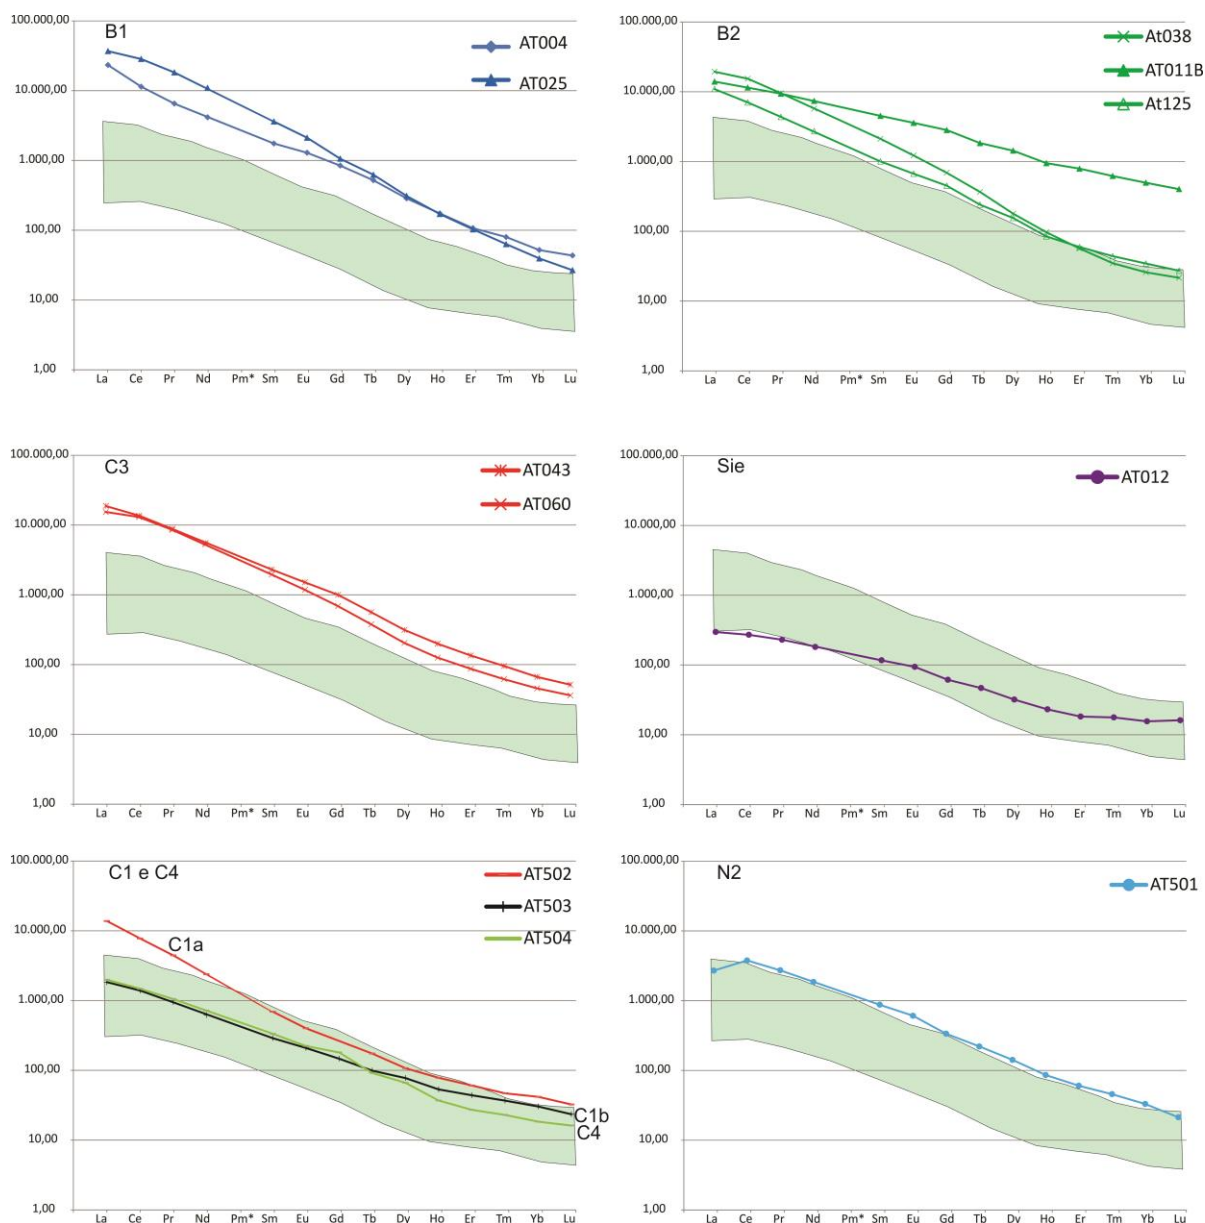 B1
AT004
AT025
100.000,00
10.000,00
1.000,00
100,00
10,00
1,00
La Ce Pr Nd Pm* Sm Eu Gd Tb Dy Ho Er Tm Yb Lu
B2
At038
AT011B
At125
100.000,00
10.000,00
1.000,00
100,00
10,00
1,00
La Ce Pr Nd Pm* Sm Eu Gd Tb Dy Ho Er Tm Yb Lu
C3
AT043
AT060
100.000,00
10.000,00
1.000,00
100,00
10,00
1,00
La Ce Pr Nd Pm* Sm Eu Gd Tb Dy Ho Er Tm Yb Lu
Sie
AT012
100.000,00
10.000,00
1.000,00
100,00
10,00
1,00
La Ce Pr Nd Pm* Sm Eu Gd Tb Dy Ho Er Tm Yb Lu
C1 e C4
AT502
AT503
AT504
C1a
C1b
C4
100.000,00
10.000,00
1.000,00
100,00
10,00
1,00
La Ce Pr Nd Pm* Sm Eu Gd Tb Dy Ho Er Tm Yb Lu
N2
AT501
100.000,00
10.000,00
1.000,00
100,00
10,00
1,00
La Ce Pr Nd Pm* Sm Eu Gd Tb Dy Ho Er Tm Yb Lu